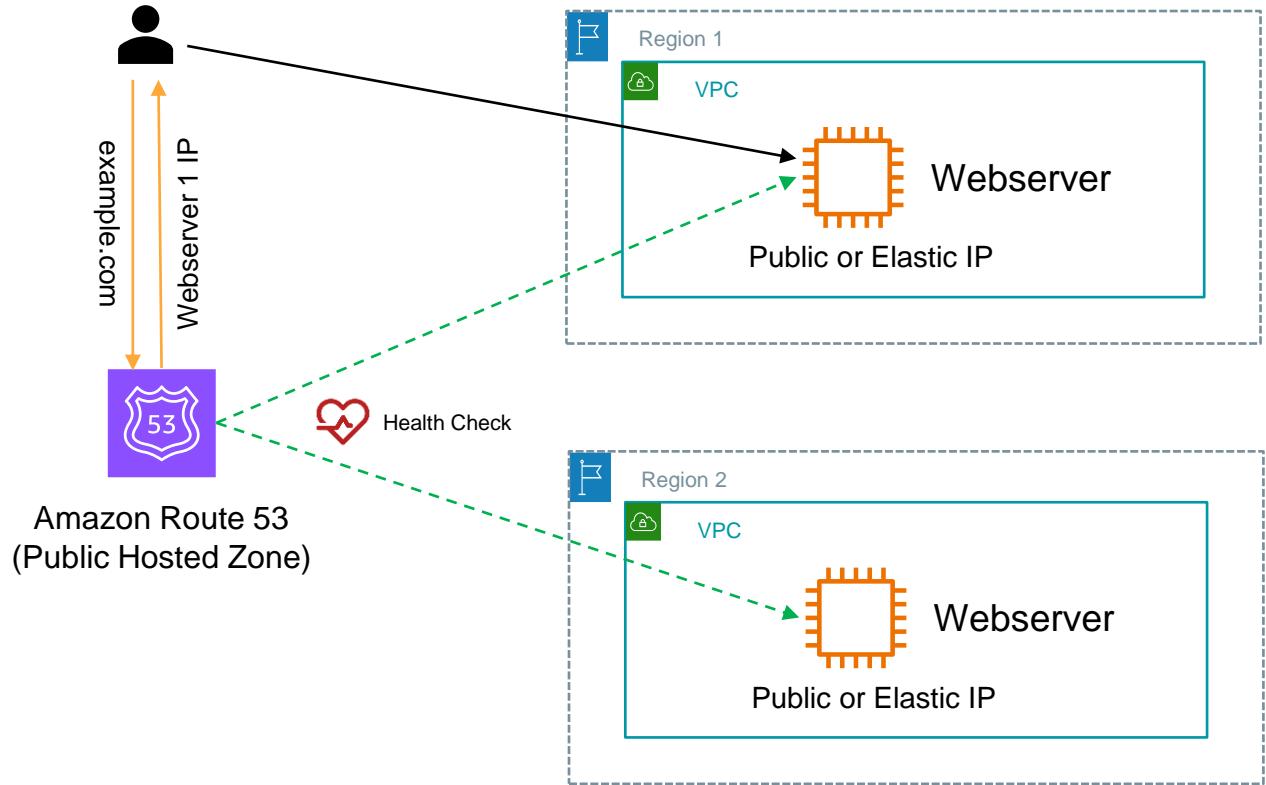 Region 1
VPC
Webserver
Public or Elastic IP
example.com
Webserver 1 IP
53
Health Check
Amazon Route 53
(Public Hosted Zone)
Region 2
VPC
Webserver
Public or Elastic IP